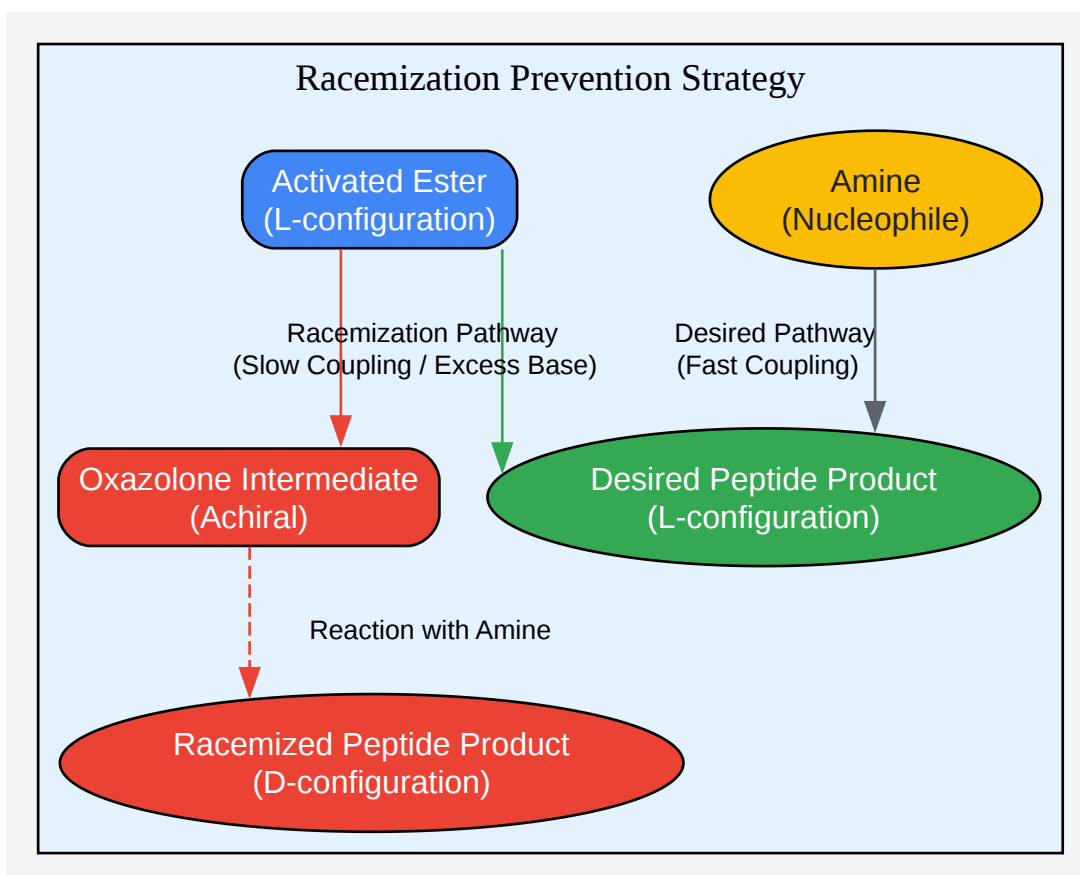 Racemization Prevention Strategy
Activated Ester
(L-configuration)
Amine
(Nucleophile)
Racemization Pathway
(Slow Coupling / Excess Base)
Desired Pathway
(Fast Coupling)
Oxazolone Intermediate
(Achiral)
Desired Peptide Product
(L-configuration)
Reaction with Amine
Racemized Peptide Product
(D-configuration)